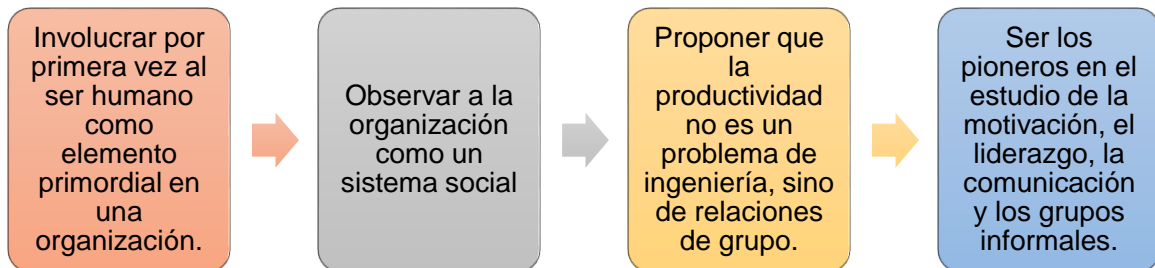 Involucrar por
primera vez al
ser humano
como
elemento
primordial en
una
organización.
Observar a la
organización
como un
sistema social
Proponer que
la
productividad
no es un
problema de
ingeniería, sino
de relaciones
de grupo.
Ser los
pioneros en el
estudio de la
motivación, el
liderazgo, la
comunicación
y los grupos
informales.